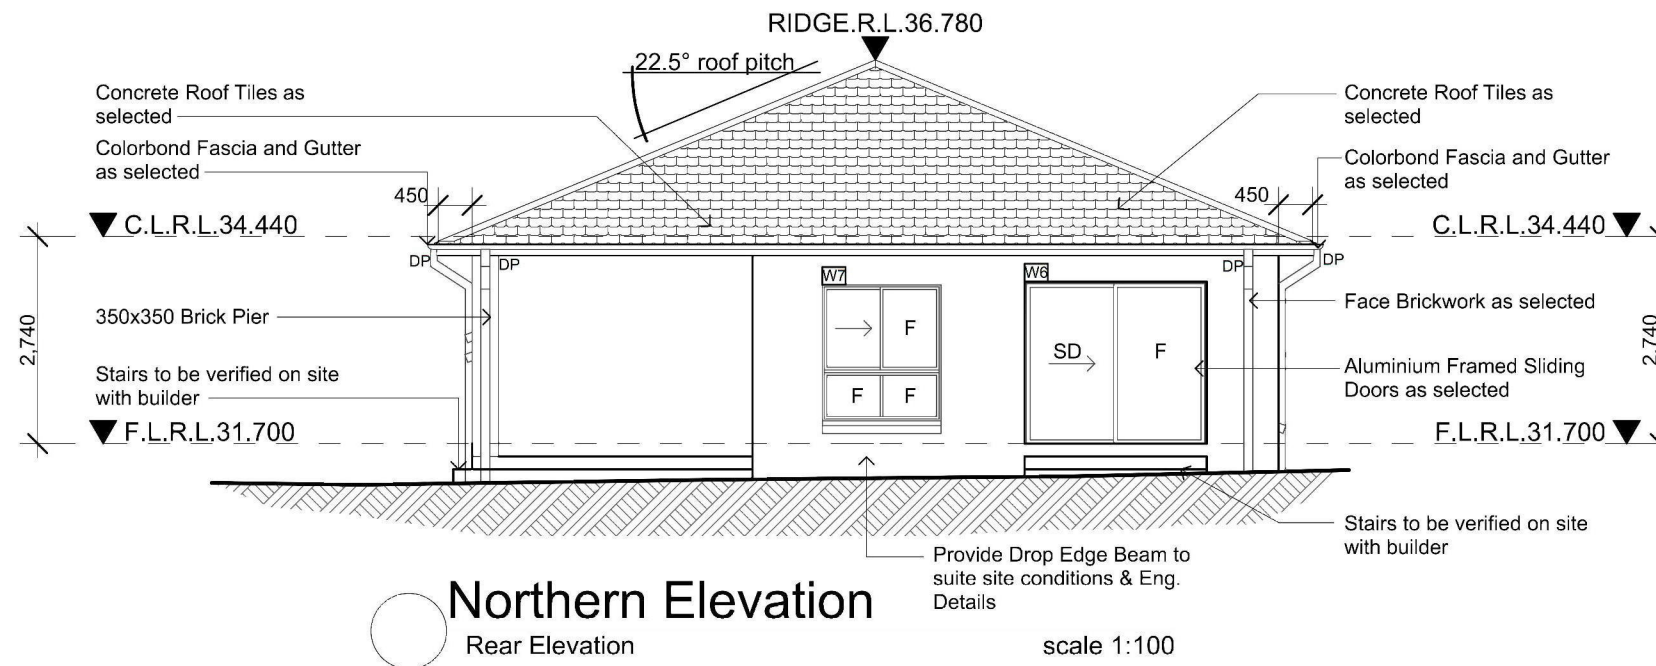 RIDGE.R.L.36.780
22.5° roof pitch
Concrete Roof Tiles as
selected
Colorbond Fascia and Gutter
as selected
450
C.L.R.L.34.440
DP
DP
350x350 Brick Pier
2,740
Stairs to be verified on site
with builder
F.L.R.L.31.700
W7
F
F
F
W6
SD
F
Concrete Roof Tiles as
selected
Colorbond Fascia and Gutter
as selected
450
C.L.R.L.34.440
DP
DP
Face Brickwork as selected
2,740
Aluminium Framed Sliding
Doors as selected
F.L.R.L.31.700
Stairs to be verified on site
with builder
Provide Drop Edge Beam to
suite site conditions & Eng.
Details
Northern Elevation
Rear Elevation
scale 1:100